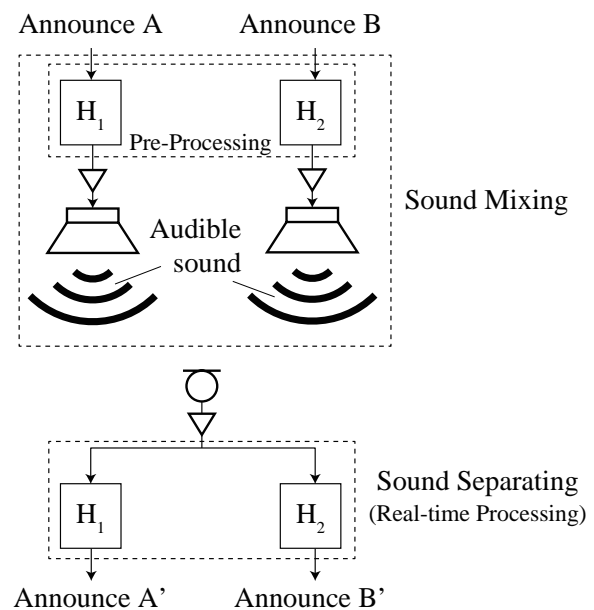 Announce A
Announce B
H1
H2
Pre-Processing
Sound Mixing
Audible
sound
Sound Separating
(Real-time Processing)
H1
H2
Announce A’
Announce B’